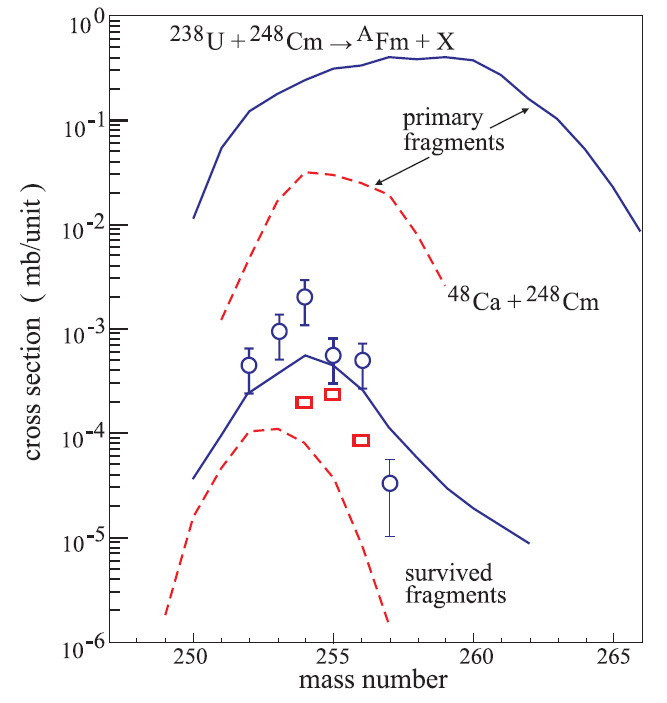 ²³⁸U + ²⁴⁸Cm → ᴬFm + X
primary
fragments
⁴⁸Ca + ²⁴⁸Cm
survived
fragments
cross section ( mb/unit )
10⁰
10⁻¹
10⁻²
10⁻³
10⁻⁴
10⁻⁵
10⁻⁶
250 255 260 265
mass number